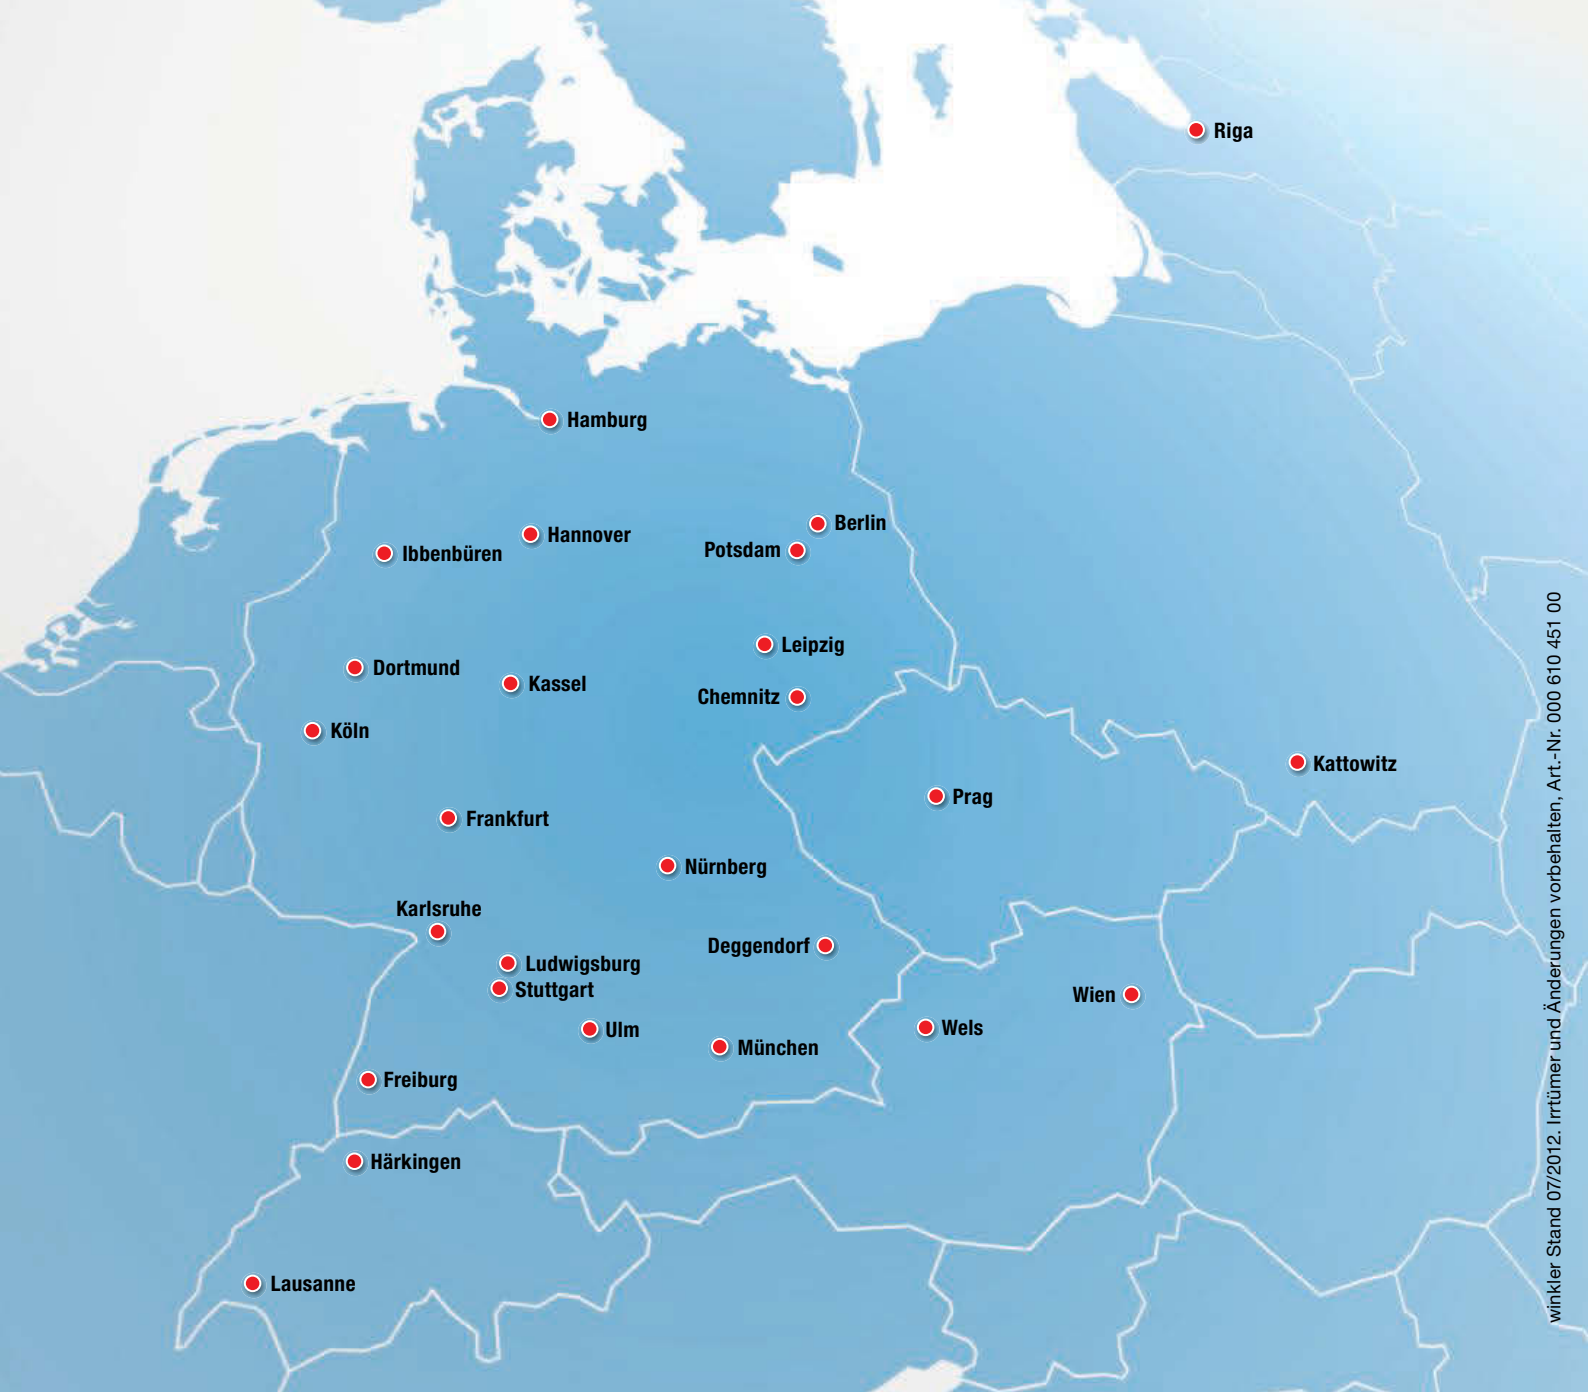 Riga
Hamburg
Berlin
Hannover
Potsdam
Ibbenbüren
Leipzig
Dortmund
Kassel
Chemnitz
Köln
Kattowitz
Prag
Frankfurt
Nürnberg
Karlsruhe
Deggendorf
Ludwigsburg
Stuttgart
Wien
Wels
Ulm
München
Freiburg
Härkingen
Lausanne
winkler Stand 07/2012. Irrtümer und Änderungen vorbehalten, Art.-Nr. 000 610 451 00